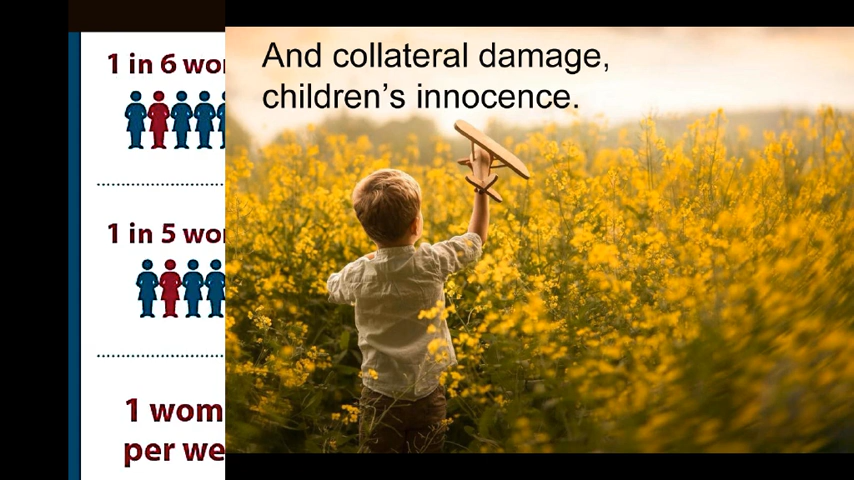 1 in 6
1 in 5
1
per
And collateral damage,
children’s innocence.